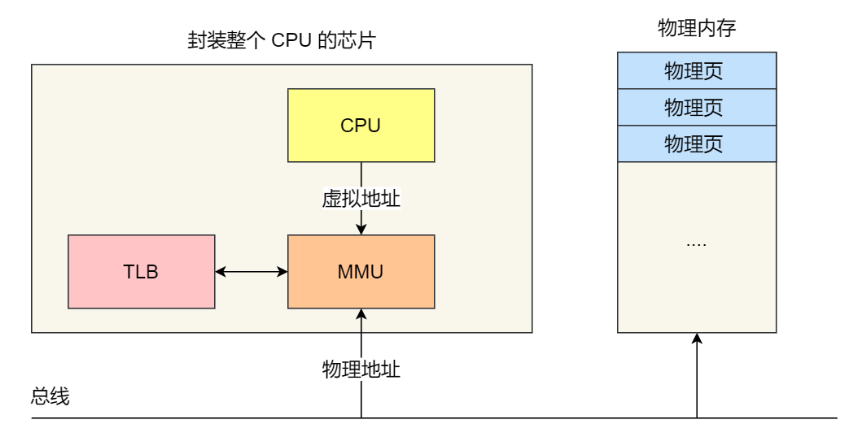 封装整个 CPU 的芯片
物理内存
物理页
物理页
物理页
CPU
虚拟地址
TLB
MMU
....
物理地址
总线